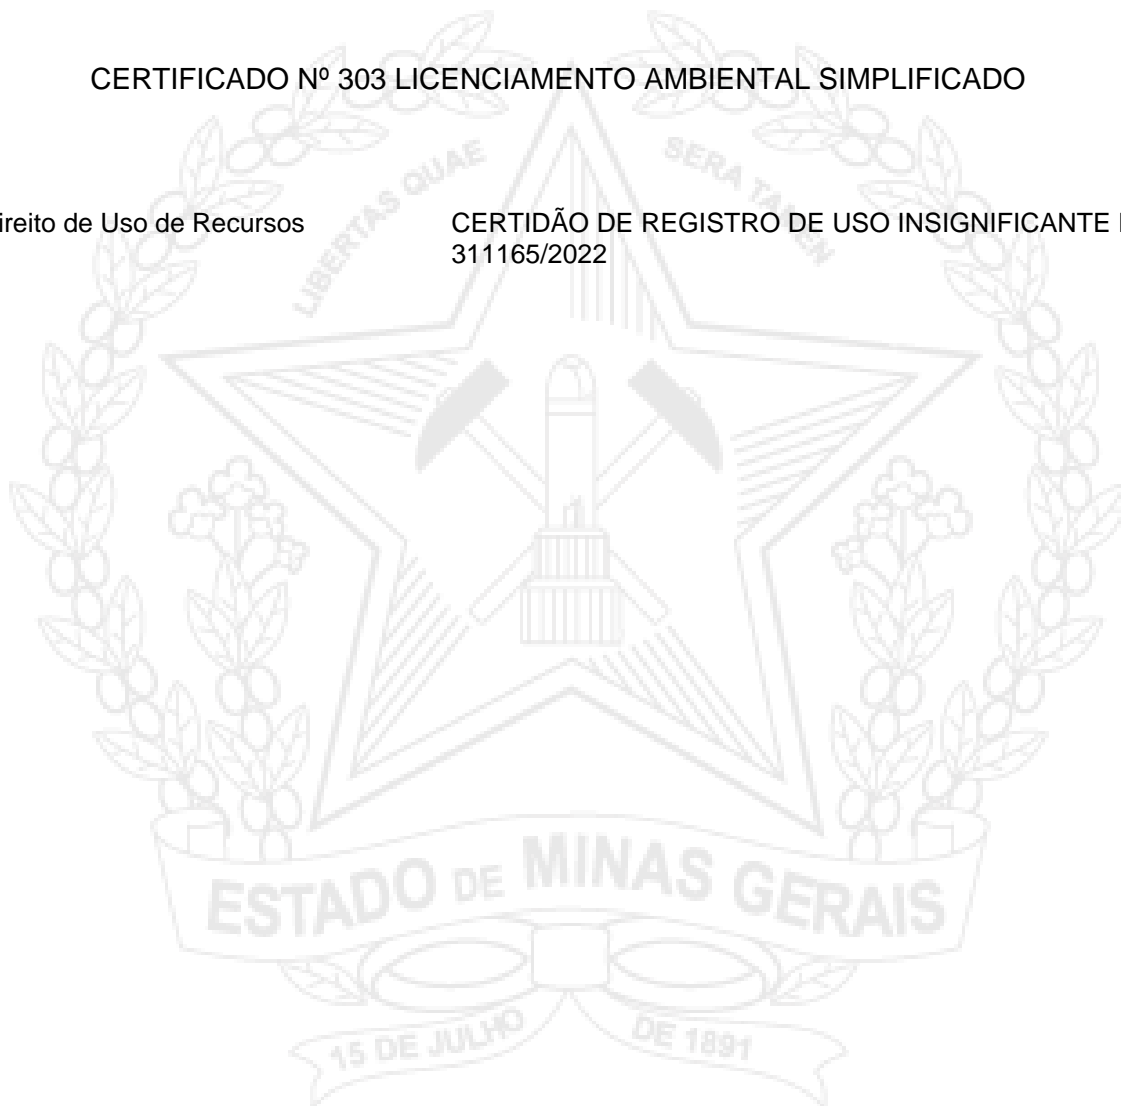 CERTIFICADO Nº 303 LICENCIAMENTO AMBIENTAL SIMPLIFICADO
LIBERTAS QUAE SERA TAMEN
ireito de Uso de Recursos CERTIDÃO DE REGISTRO DE USO INSIGNIFICANTE
311165/2022
ESTADO DE MINAS GERAIS
15 DE JULHO DE 1891